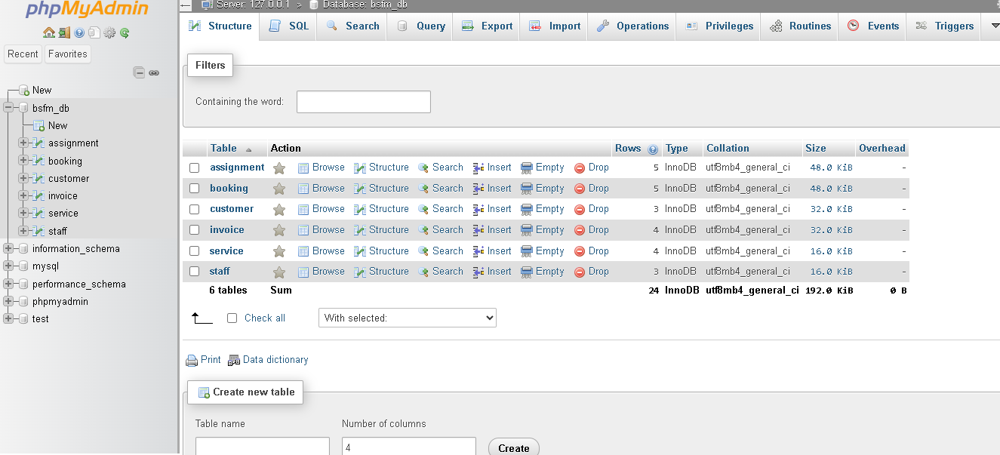 phpMyAdmin
Recent Favorites
New
bsfm_db
New
assignment
booking
customer
invoice
service
staff
information_schema
mysql
performance_schema
phpmyadmin
test
Server: 127.0.0.1 » Database: bsfm_db
Structure SQL Search Query Export Import Operations Privileges Routines Events Triggers
Filters
Containing the word:
Table Action Rows Type Collation Size Overhead
assignment Browse Structure Search Insert Empty Drop 5 InnoDB utf8mb4_general_ci 48.0 KiB -
booking Browse Structure Search Insert Empty Drop 5 InnoDB utf8mb4_general_ci 48.0 KiB -
customer Browse Structure Search Insert Empty Drop 3 InnoDB utf8mb4_general_ci 32.0 KiB -
invoice Browse Structure Search Insert Empty Drop 4 InnoDB utf8mb4_general_ci 32.0 KiB -
service Browse Structure Search Insert Empty Drop 4 InnoDB utf8mb4_general_ci 16.0 KiB -
staff Browse Structure Search Insert Empty Drop 3 InnoDB utf8mb4_general_ci 16.0 KiB -
6 tables Sum 24 InnoDB utf8mb4_general_ci 192.0 KiB 0 B
Check all With selected:
Print Data dictionary
Create new table
Table name Number of columns
4 Create